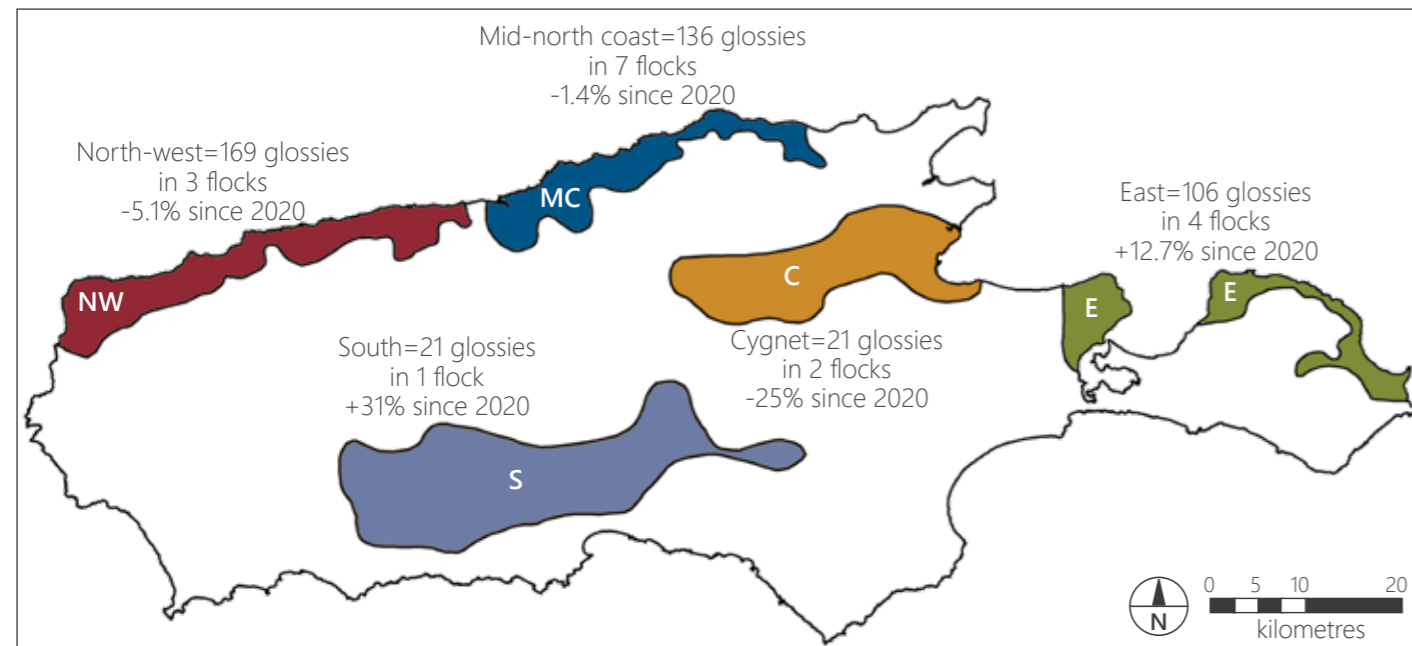 Mid-north coast=136 glossies
in 7 flocks
-1.4% since 2020
North-west=169 glossies
in 3 flocks
-5.1% since 2020
MC
East=106 glossies
in 4 flocks
+12.7% since 2020
NW
C
E
E
South=21 glossies
in 1 flock
+31% since 2020
Cygnet=21 glossies
in 2 flocks
-25% since 2020
S
0 5 10 20
kilometres
N